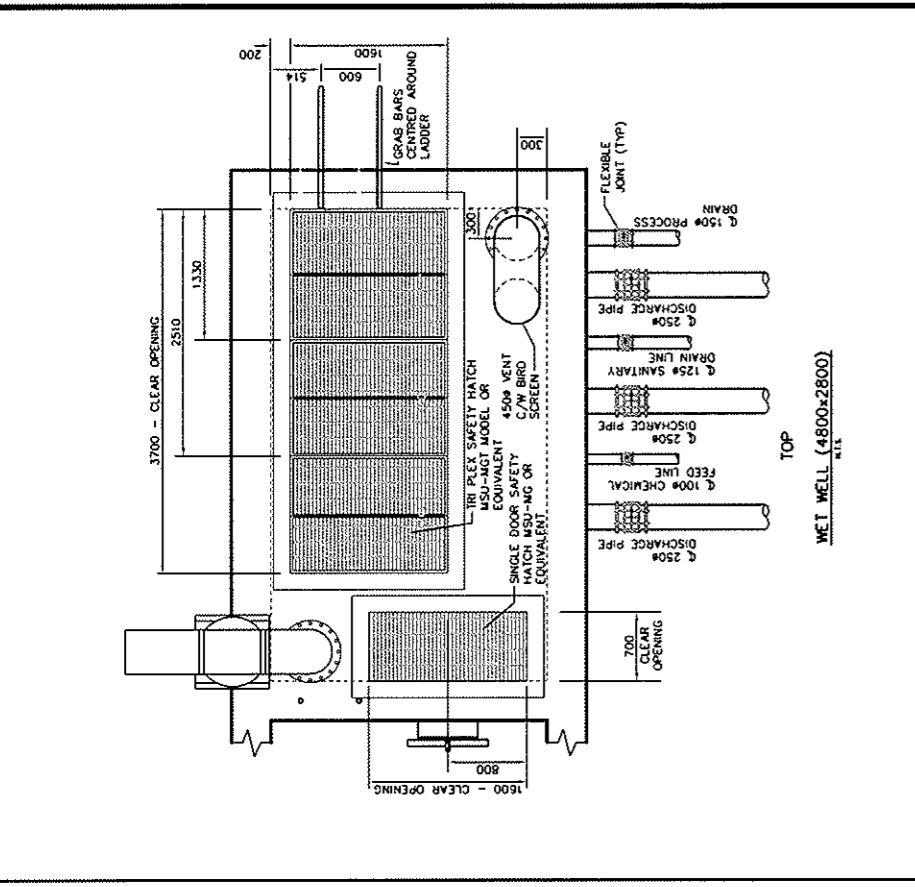 200
1600
514
600
GRAB BARS
CENTRED AROUND
LADDER
300
FLEXIBLE
JOINT (TYP)
3700 - CLEAR OPENING
2510
1330
300
450ø VENT
C/W BIRD
SCREEN
TRI PLEX SAFETY HATCH
MSU-MGT MODEL OR
EQUIVALENT
SINGLE DOOR SAFETY
HATCH MSU-MG OR
EQUIVALENT
℄ 150ø PROCESS
DRAIN
℄ 250ø
DISCHARGE PIPE
℄ 125ø SANITARY
DRAIN LINE
℄ 250ø
DISCHARGE PIPE
℄ 100ø CHEMICAL
FEED LINE
℄ 250ø
DISCHARGE PIPE
700
CLEAR
OPENING
800
1600 - CLEAR OPENING
TOP
WET WELL (4800x2800)
N.T.S.